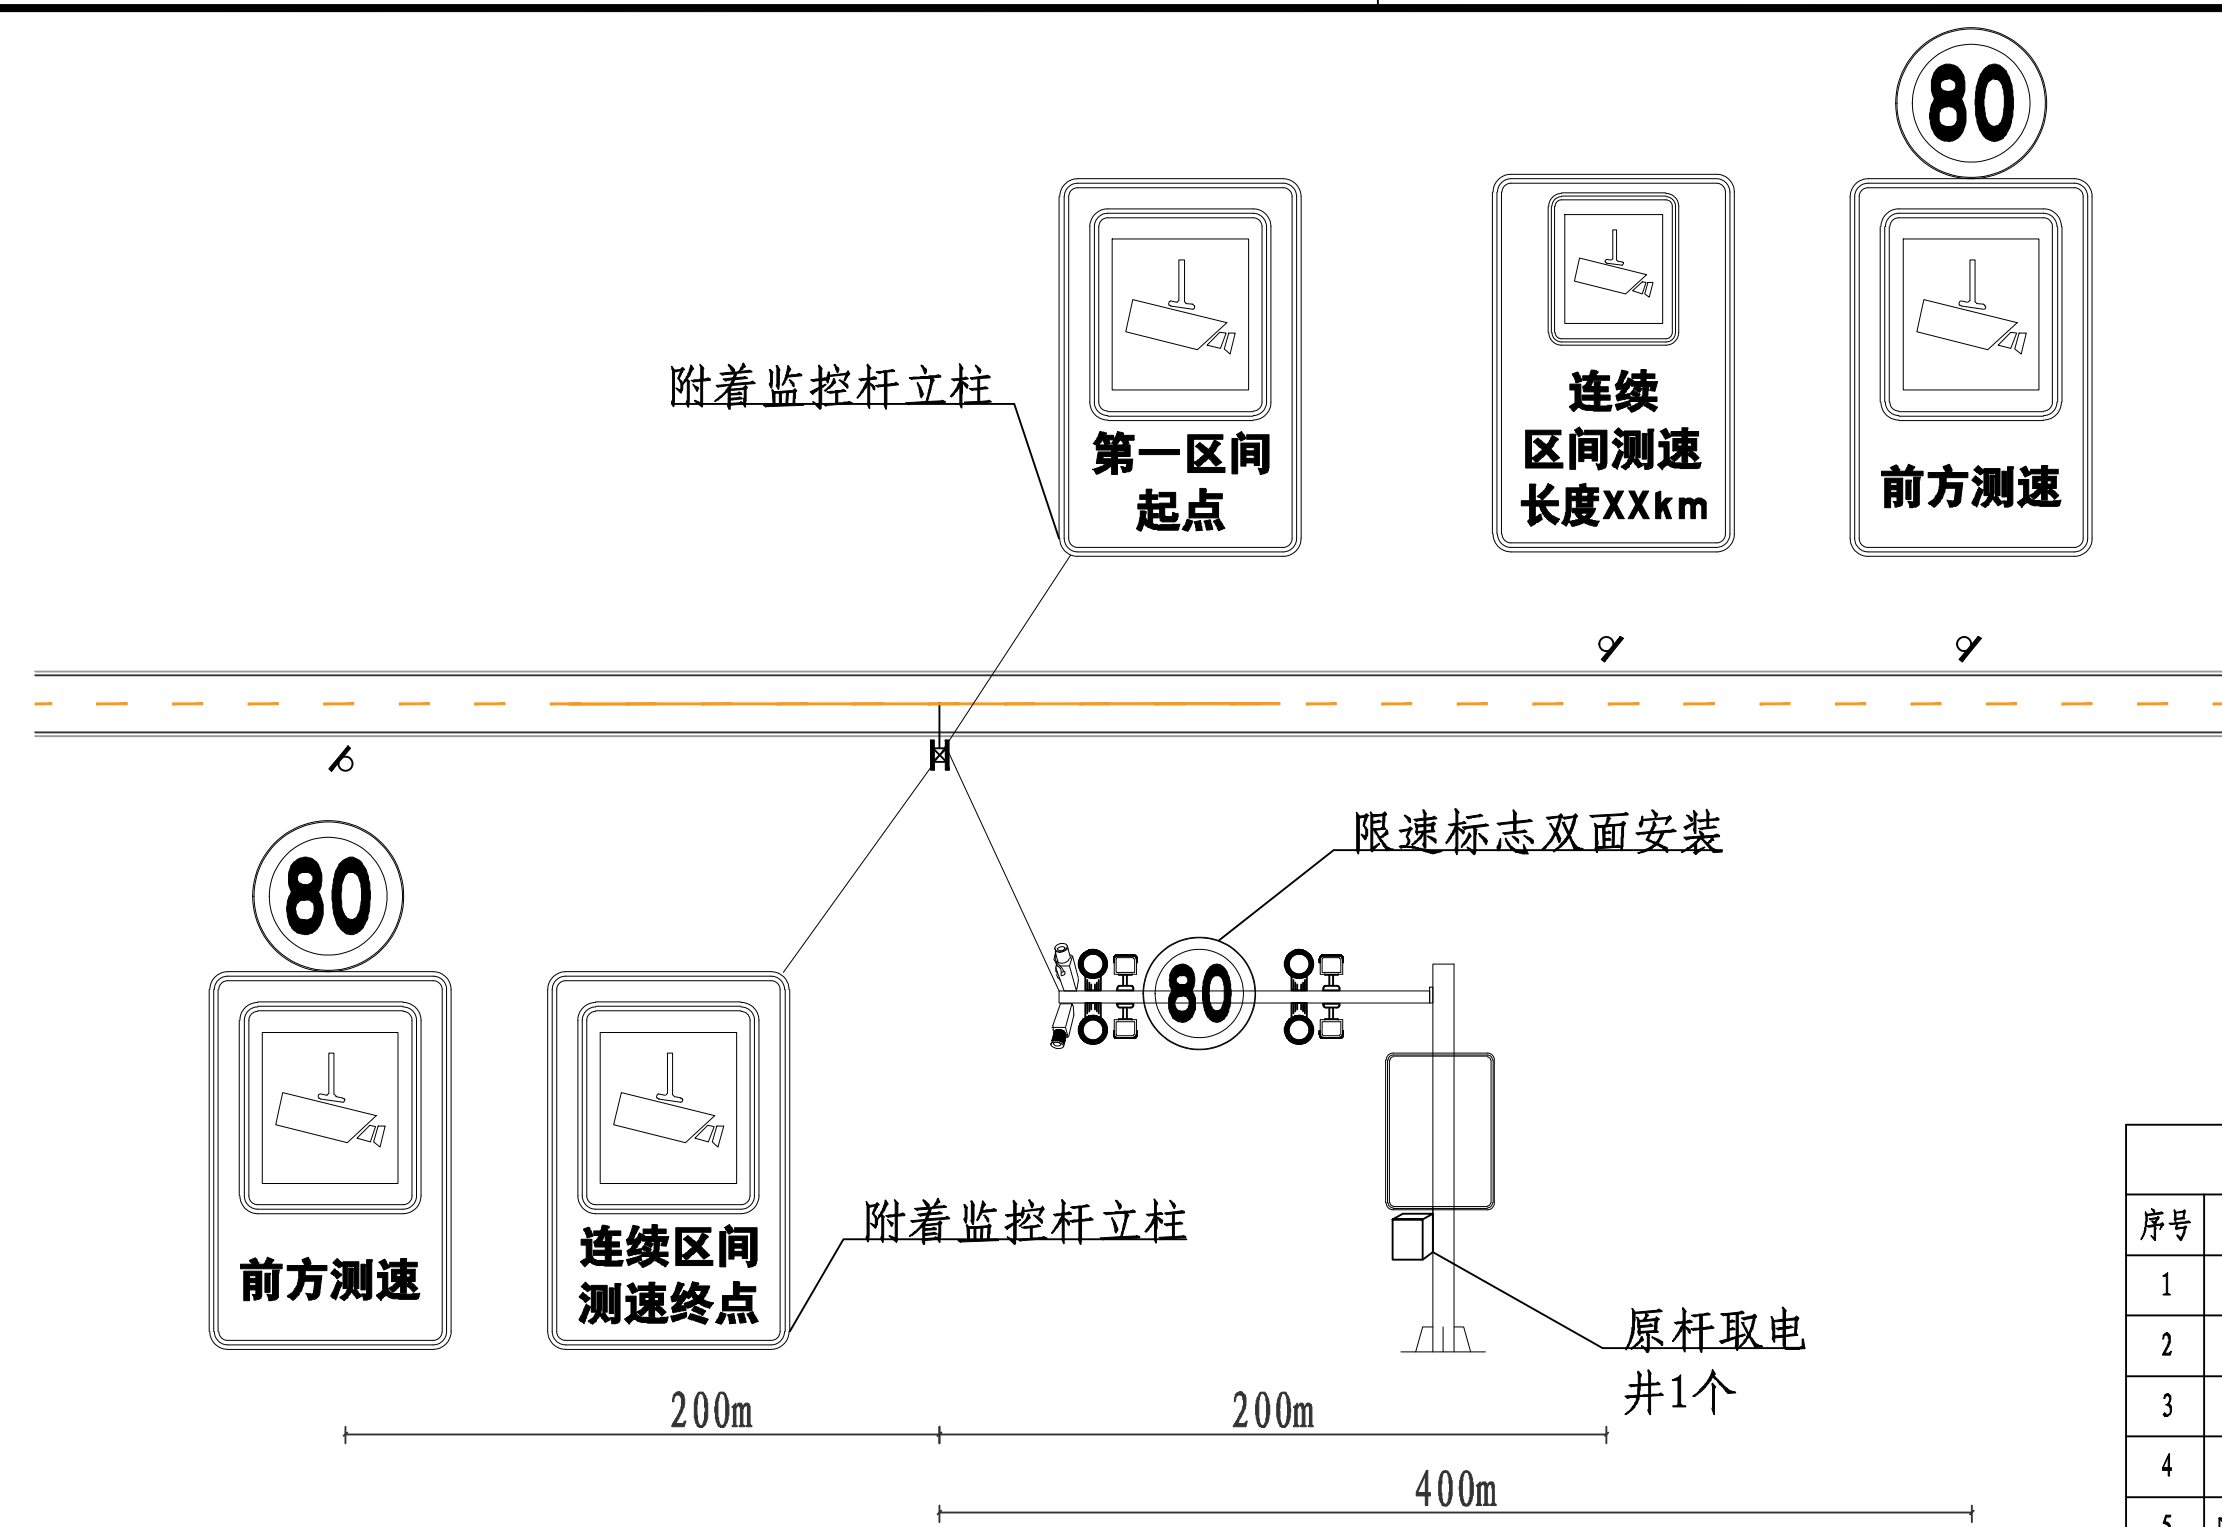 80
附着监控杆立柱
第一区间
起点
连续
区间测速
长度XXkm
前方测速
限速标志双面安装
80
80
前方测速
连续区间
测速终点
附着监控杆立柱
原杆取电
井1个
200m
200m
400m
序号
1
2
3
4
5